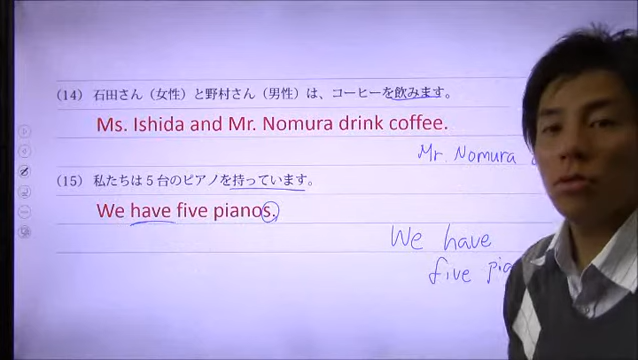 (14) 石田さん（女性）と野村さん（男性）は、コーヒーを飲みます。
Ms. Ishida and Mr. Nomura drink coffee.
Mr Nomura
(15) 私たちは５台のピアノを持っています。
We have five pianos.
We have
five